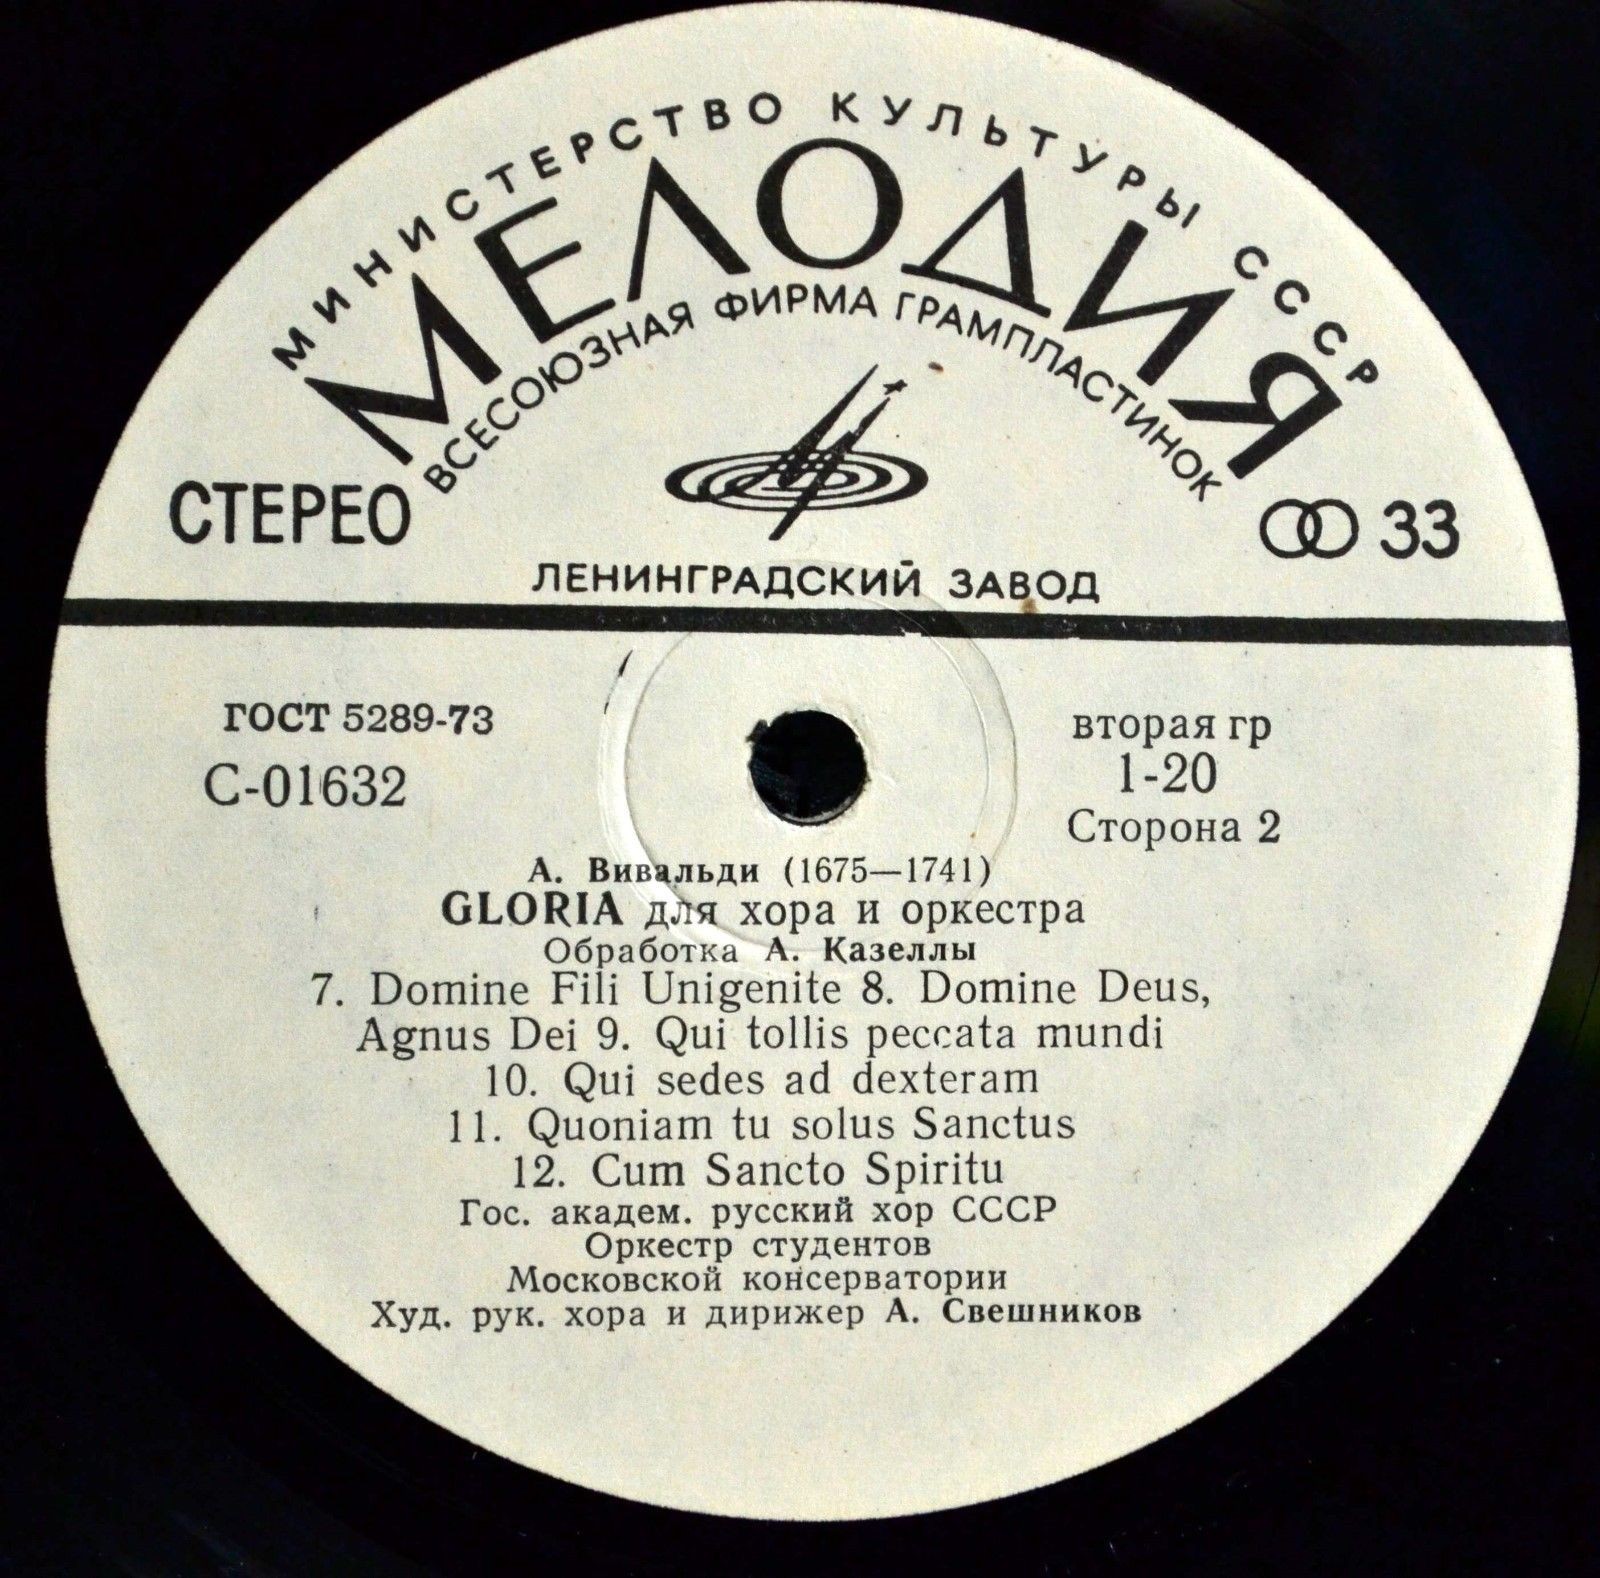 МИНИСТЕРСТВО КУЛЬТУРЫ СССР
МЕЛОДИЯ
ВСЕСОЮЗНАЯ ФИРМА ГРАМПЛАСТИНОК
СТЕРЕО
33
ЛЕНИНГРАДСКИЙ ЗАВОД
ГОСТ 5289-73
С-01632
вторая гр
1-20
Сторона 2
А. Вивальди (1675—1741)
GLORIA для хора и оркестра
Обработка А. Казеллы
7. Domine Fili Unigenite 8. Domine Deus,
Agnus Dei 9. Qui tollis peccata mundi
10. Qui sedes ad dexteram
11. Quoniam tu solus Sanctus
12. Cum Sancto Spiritu
Гос. академ. русский хор СССР
Оркестр студентов
Московской консерватории
Худ. рук. хора и дирижер А. Свешников